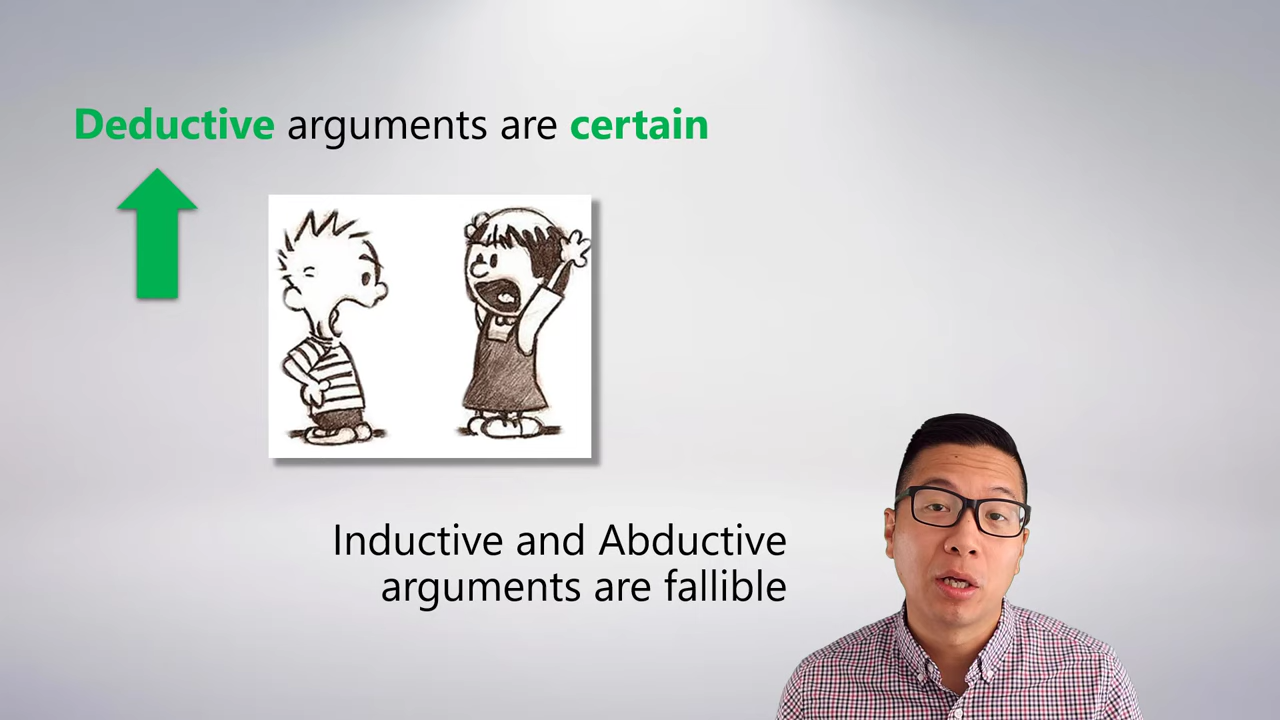 Deductive arguments are certain
Inductive and Abductive
arguments are fallible